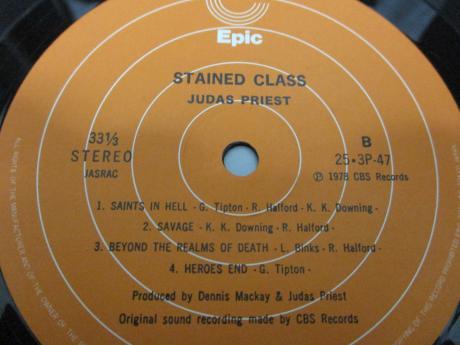 Epic
STAINED CLASS
JUDAS PRIEST
33⅓
STEREO
JASRAC
B
25・3P-47
Ⓟ 1978 CBS Records
1. SAINTS IN HELL - G. Tipton - R. Halford - K. K. Downing -
2. SAVAGE - K. K. Downing - R. Halford -
3. BEYOND THE REALMS OF DEATH - L. Binks - R. Halford -
4. HEROES END - G. Tipton -
Produced by Dennis Mackay & Judas Priest
Original sound recording made by CBS Records